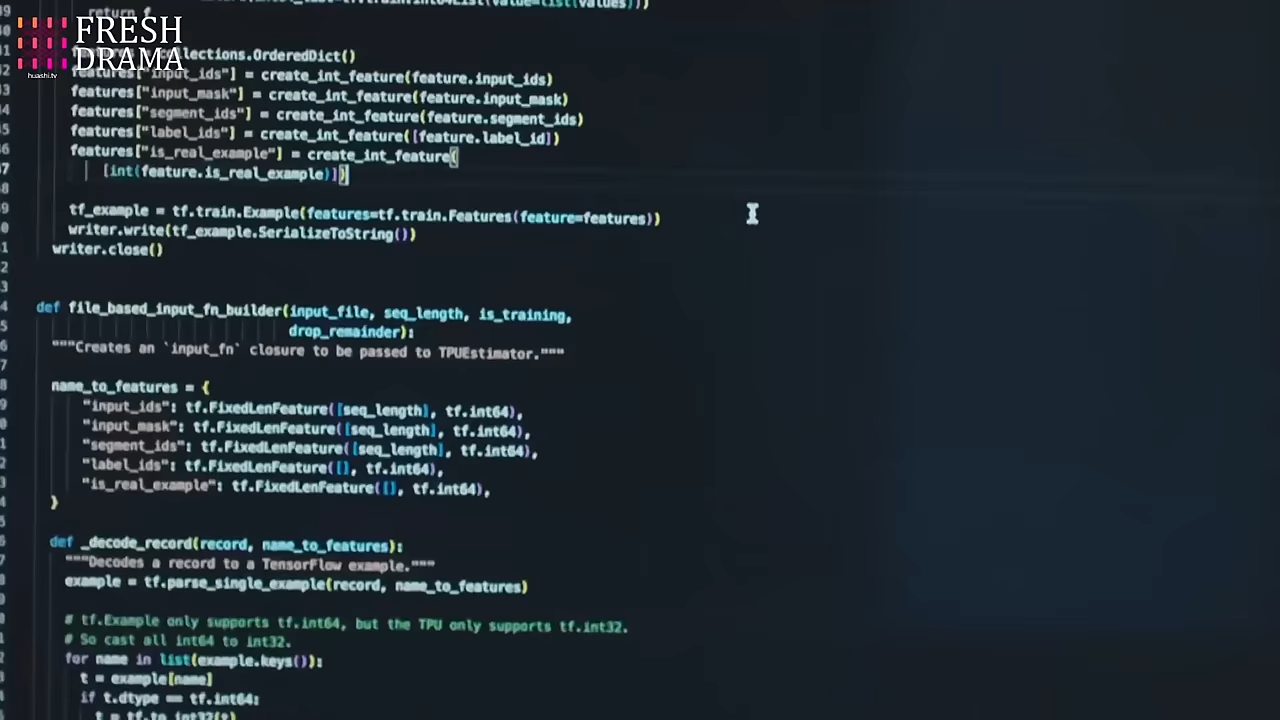 return f
FRESH
DRAMA
huashi.tv
collections.OrderedDict()
features["input_ids"] = create_int_feature(feature.input_ids)
features["input_mask"] = create_int_feature(feature.input_mask)
features["segment_ids"] = create_int_feature(feature.segment_ids)
features["label_ids"] = create_int_feature([feature.label_id])
features["is_real_example"] = create_int_feature(
[int(feature.is_real_example)])
tf_example = tf.train.Example(features=tf.train.Features(feature=features))
writer.write(tf_example.SerializeToString())
writer.close()
def file_based_input_fn_builder(input_file, seq_length, is_training,
drop_remainder):
"""Creates an `input_fn` closure to be passed to TPUEstimator."""
name_to_features = {
"input_ids": tf.FixedLenFeature([seq_length], tf.int64),
"input_mask": tf.FixedLenFeature([seq_length], tf.int64),
"segment_ids": tf.FixedLenFeature([seq_length], tf.int64),
"label_ids": tf.FixedLenFeature([], tf.int64),
"is_real_example": tf.FixedLenFeature([], tf.int64),
}
def _decode_record(record, name_to_features):
"""Decodes a record to a TensorFlow example."""
example = tf.parse_single_example(record, name_to_features)
# tf.Example only supports tf.int64, but the TPU only supports tf.int32.
# So cast all int64 to int32.
for name in list(example.keys()):
t = example[name]
if t.dtype == tf.int64:
t = tf.to_int32(t)